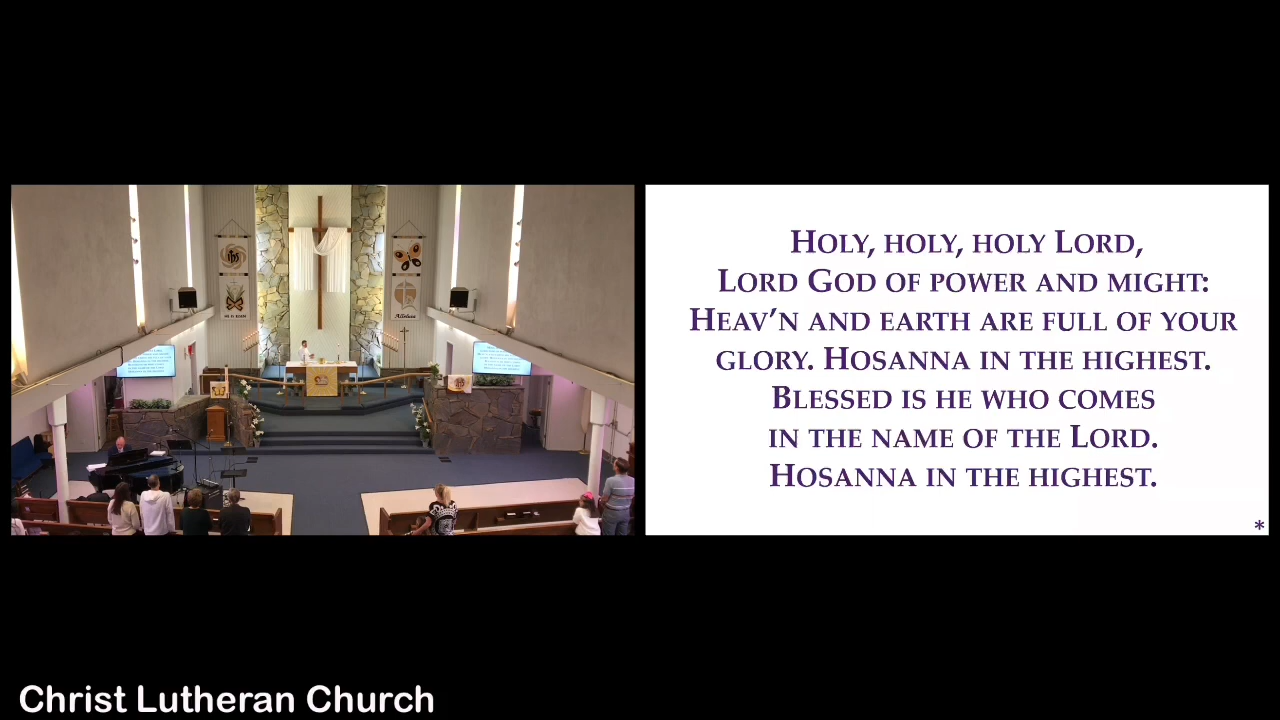 Holy, holy, holy Lord,
Lord God of power and might:
Heav’n and earth are full of your
glory. Hosanna in the highest.
Blessed is he who comes
in the name of the Lord.
Hosanna in the highest.
*
IHS
Alleluia
Christ Lutheran Church